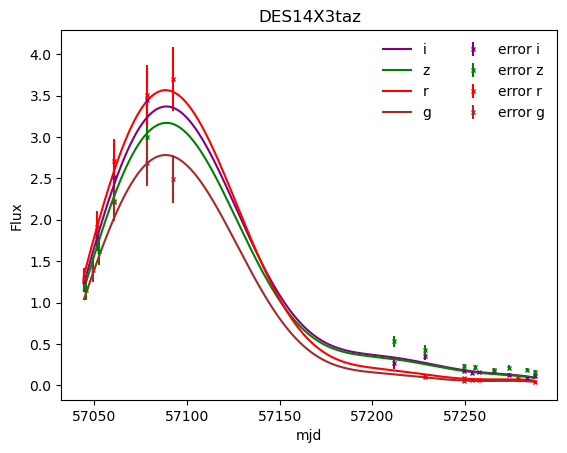 DES14X3taz
Flux
4.0
3.5
3.0
2.5
2.0
1.5
1.0
0.5
0.0
i
z
r
g
error i
error z
error r
error g
57050 57100 57150 57200 57250
mjd